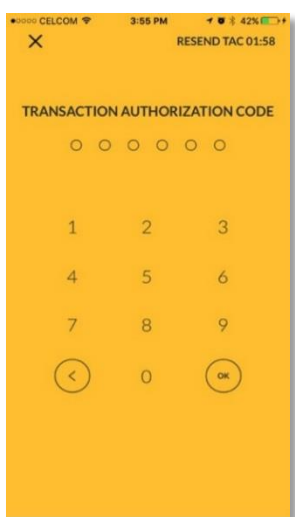 CELCOM 3:55 PM 42%
RESEND TAC 01:58
TRANSACTION AUTHORIZATION CODE
1 2 3
4 5 6
7 8 9
< 0 OK